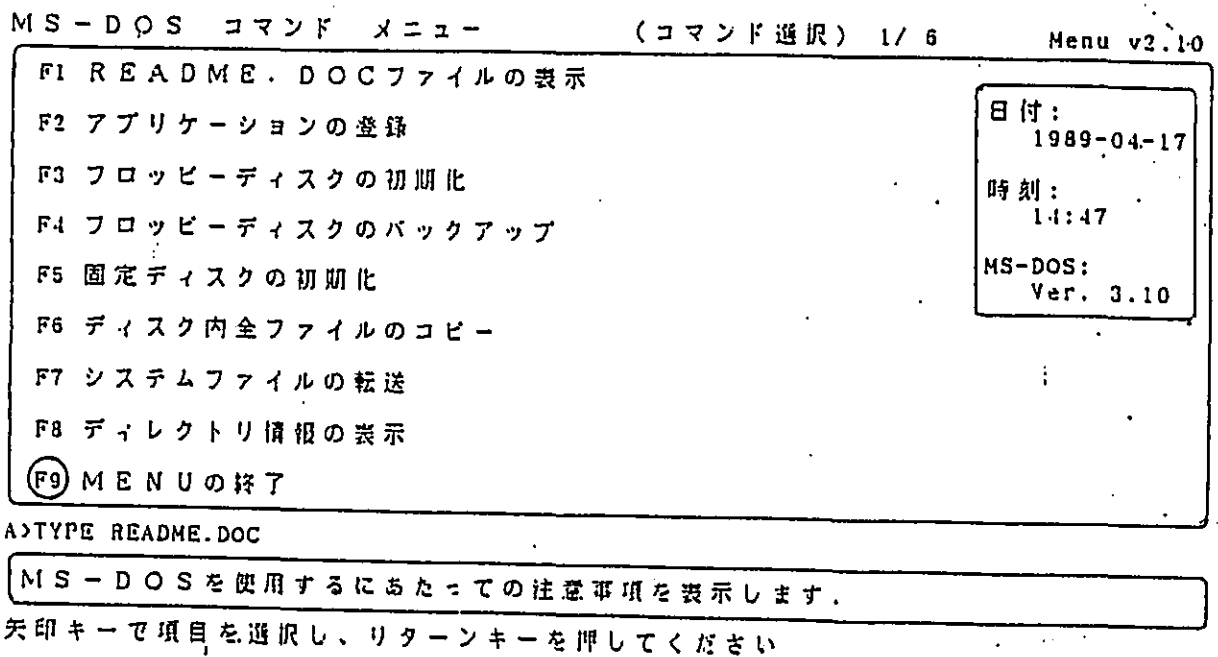 MS-DOS コマンド メニュー (コマンド選択) 1/ 6 Menu v2.10
F1 README.DOCファイルの表示
F2 アプリケーションの登録
F3 フロッピーディスクの初期化
F4 フロッピーディスクのバックアップ
F5 固定ディスクの初期化
F6 ディスク内全ファイルのコピー
F7 システムファイルの転送
F8 ディレクトリ情報の表示
F9 MENUの終了
日付:
1989-04-17
時刻:
14:47
MS-DOS:
Ver. 3.10
A>TYPE README.DOC
MS-DOSを使用するにあたっての注意事項を表示します.
矢印キーで項目を選択し、リターンキーを押してください